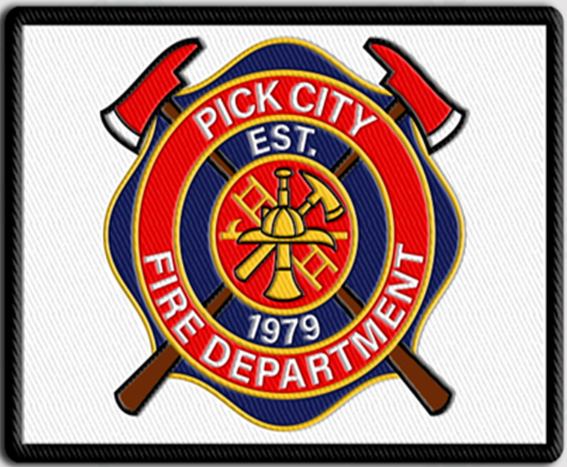 PICK CITY
EST.
1979
FIRE DEPARTMENT